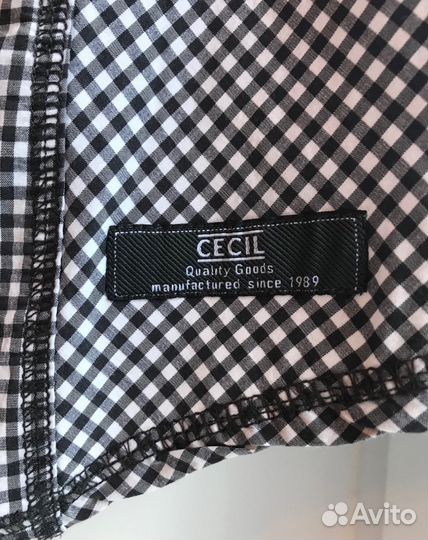 CECIL
Quality Goods
manufactured since 1989
Avito